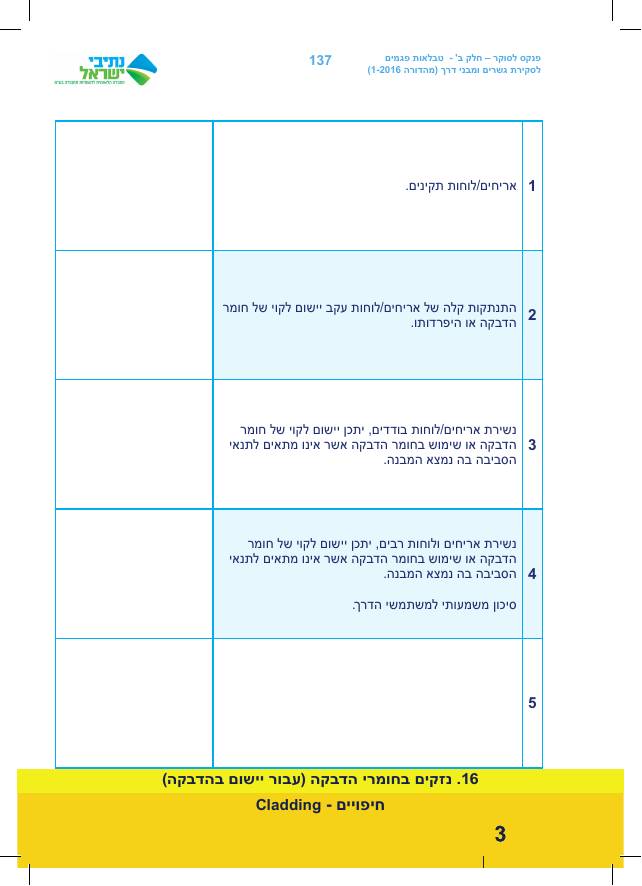 פנקס לסוקר – חלק ב' - טבלאות פגמים
לסקירת גשרים ומבני דרך (מהדורה 1-2016)
137
נתיבי
ישראל
1
אריחים/לוחות תקינים.
2
התנתקות קלה של אריחים/לוחות עקב יישום לקוי של חומר
הדבקה או היפרדותו.
3
נשירת אריחים/לוחות בודדים, יתכן יישום לקוי של חומר
הדבקה או שימוש בחומר הדבקה אשר אינו מתאים לתנאי
הסביבה בה נמצא המבנה.
4
נשירת אריחים ולוחות רבים, יתכן יישום לקוי של חומר
הדבקה או שימוש בחומר הדבקה אשר אינו מתאים לתנאי
הסביבה בה נמצא המבנה.
סיכון משמעותי למשתמשי הדרך.
5
16. נזקים בחומרי הדבקה (עבור יישום בהדבקה)
חיפויים - Cladding
3